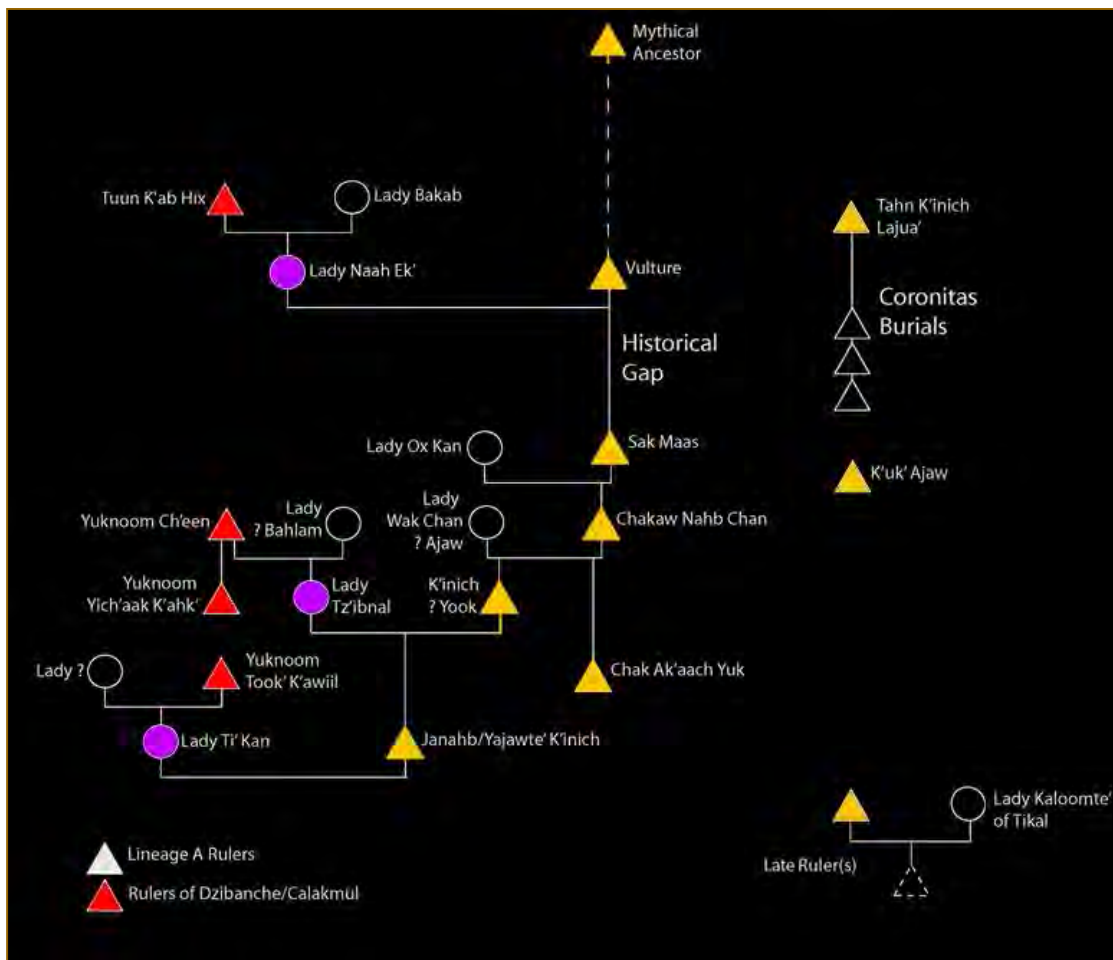 Mythical
Ancestor
Tuun K'ab Hix
Lady Bakab
Tahn K'inich
Lajua'
Lady Naah Ek'
Vulture
Coronitas
Burials
Historical
Gap
Lady Ox Kan
Sak Maas
K'uk' Ajaw
Yuknoom Ch'een
Lady
? Bahlam
Lady
Wak Chan
? Ajaw
Chakaw Nahb Chan
Yuknoom
Yich'aak K'ahk'
Lady
Tz'ibnal
K'inich
? Yook
Lady ?
Yuknoom
Took' K'awiil
Chak Ak'aach Yuk
Lady Ti' Kan
Janahb/Yajawte' K'inich
Lady Kaloomte'
of Tikal
Late Ruler(s)
Lineage A Rulers
Rulers of Dzibanche/Calakmul